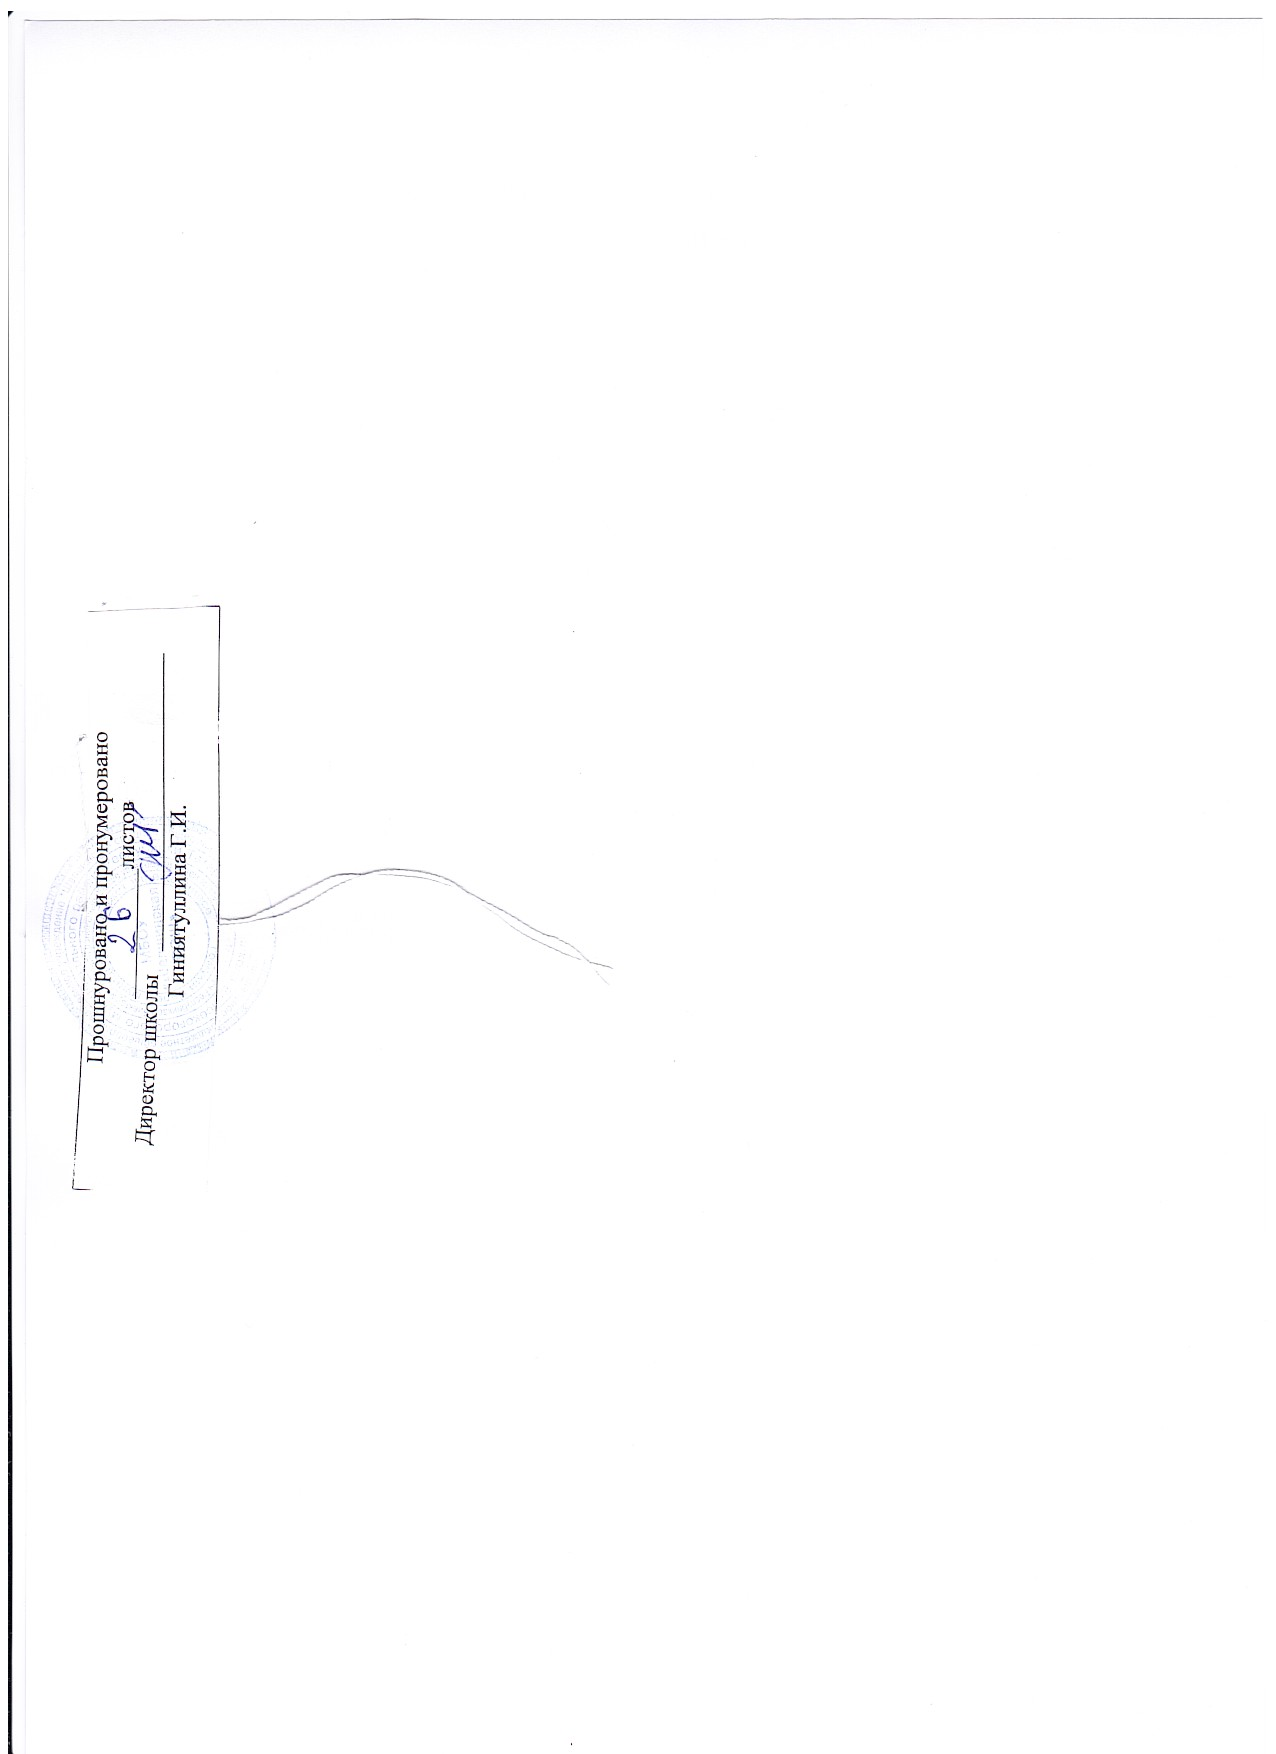 Прошнуровано и пронумеровано
26 листов
Директор школы
Гиниятуллина Г.И.